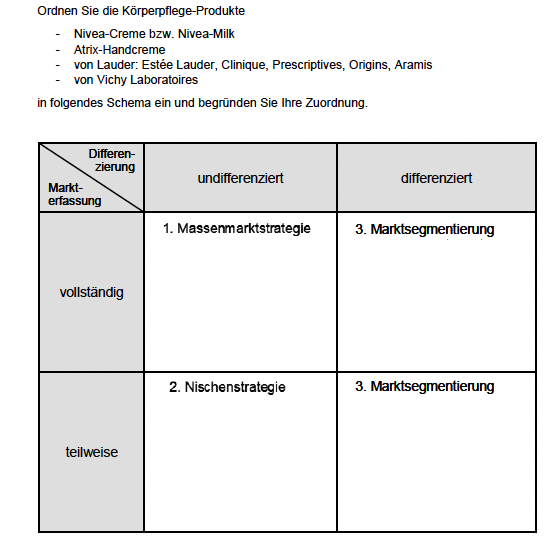 Ordnen Sie die Körperpflege-Produkte
- Nivea-Creme bzw. Nivea-Milk
- Atrix-Handcreme
- von Lauder: Estée Lauder, Clinique, Prescriptives, Origins, Aramis
- von Vichy Laboratoires
in folgendes Schema ein und begründen Sie Ihre Zuordnung.
Differen-
zierung
Markt-
erfassung
undifferenziert
differenziert
vollständig
1. Massenmarktstrategie
3. Marktsegmentierung
teilweise
2. Nischenstrategie
3. Marktsegmentierung